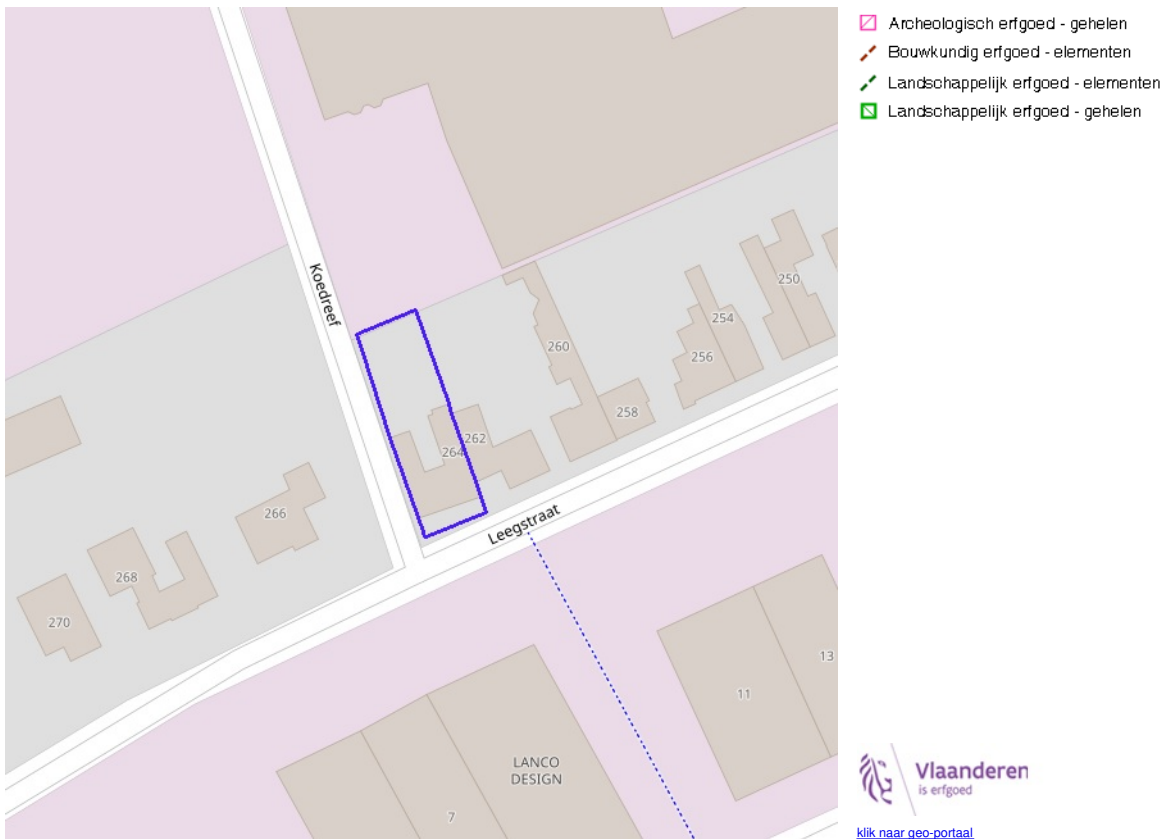 Archeologisch erfgoed - gehelen
Bouwkundig erfgoed - elementen
Landschappelijk erfgoed - elementen
Landschappelijk erfgoed - gehelen
Koedreef
250
254
260
256
258
262
264
266
Leegstraat
268
270
13
11
LANCO
DESIGN
7
Vlaanderen
is erfgoed
klik naar geo-portaal